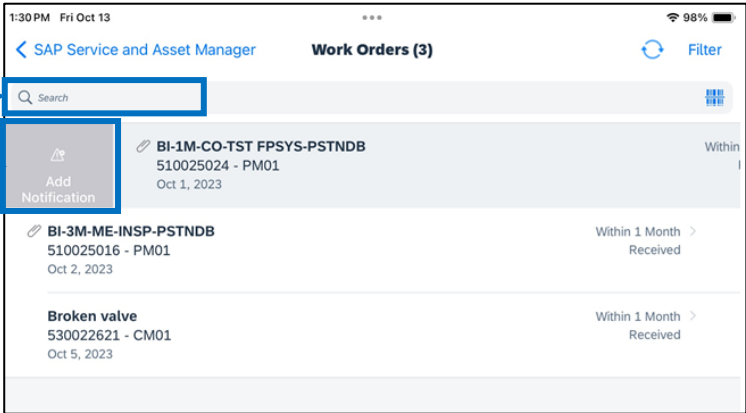 1:30 PM Fri Oct 13
98%
SAP Service and Asset Manager
Work Orders (3)
Filter
Search
Add
Notification
BI-1M-CO-TST FPSYS-PSTNDB
510025024 - PM01
Oct 1, 2023
Within
BI-3M-ME-INSP-PSTNDB
510025016 - PM01
Oct 2, 2023
Within 1 Month
Received
Broken valve
530022621 - CM01
Oct 5, 2023
Within 1 Month
Received